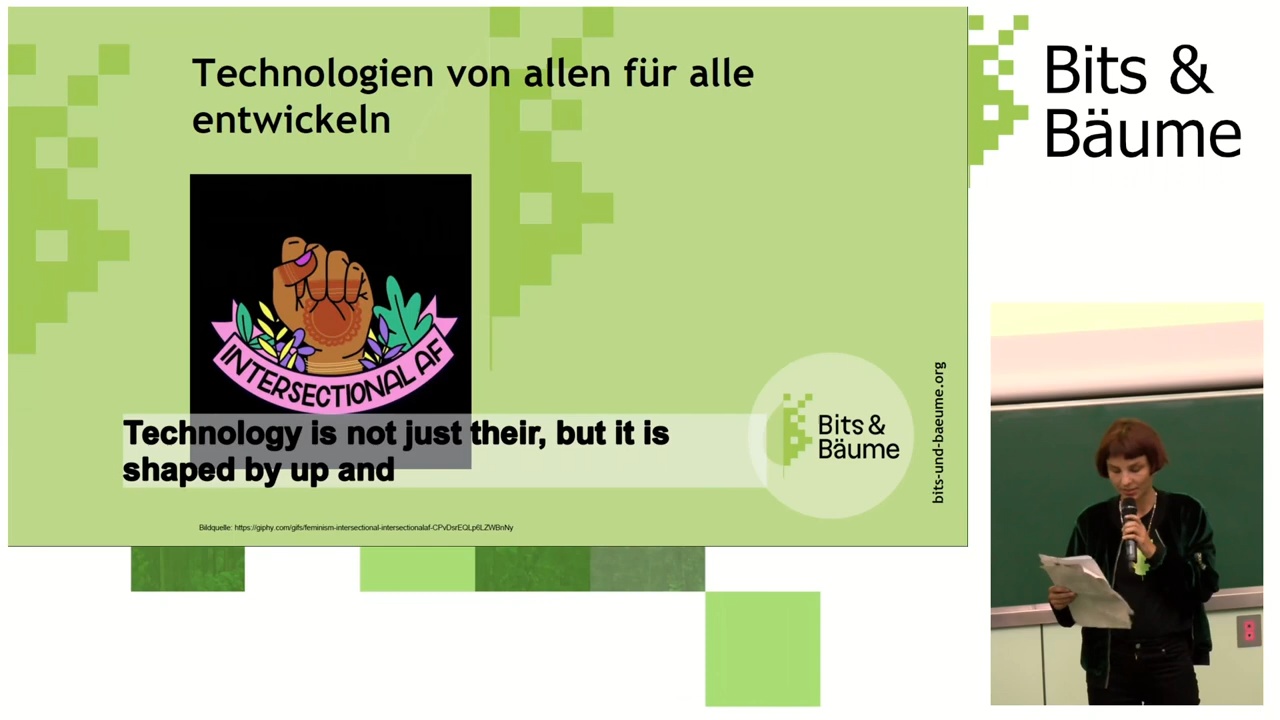 Technologien von allen für alle
entwickeln
INTERSECTIONAL AF
Technology is not just their, but it is
shaped by up and
Bits &
Bäume
bits-und-baeume.org
Bildquelle: https://giphy.com/gifs/feminism-intersectional-intersectionalaf-CPvDsrEQLp6LZWBnNy
Bits &
Bäume